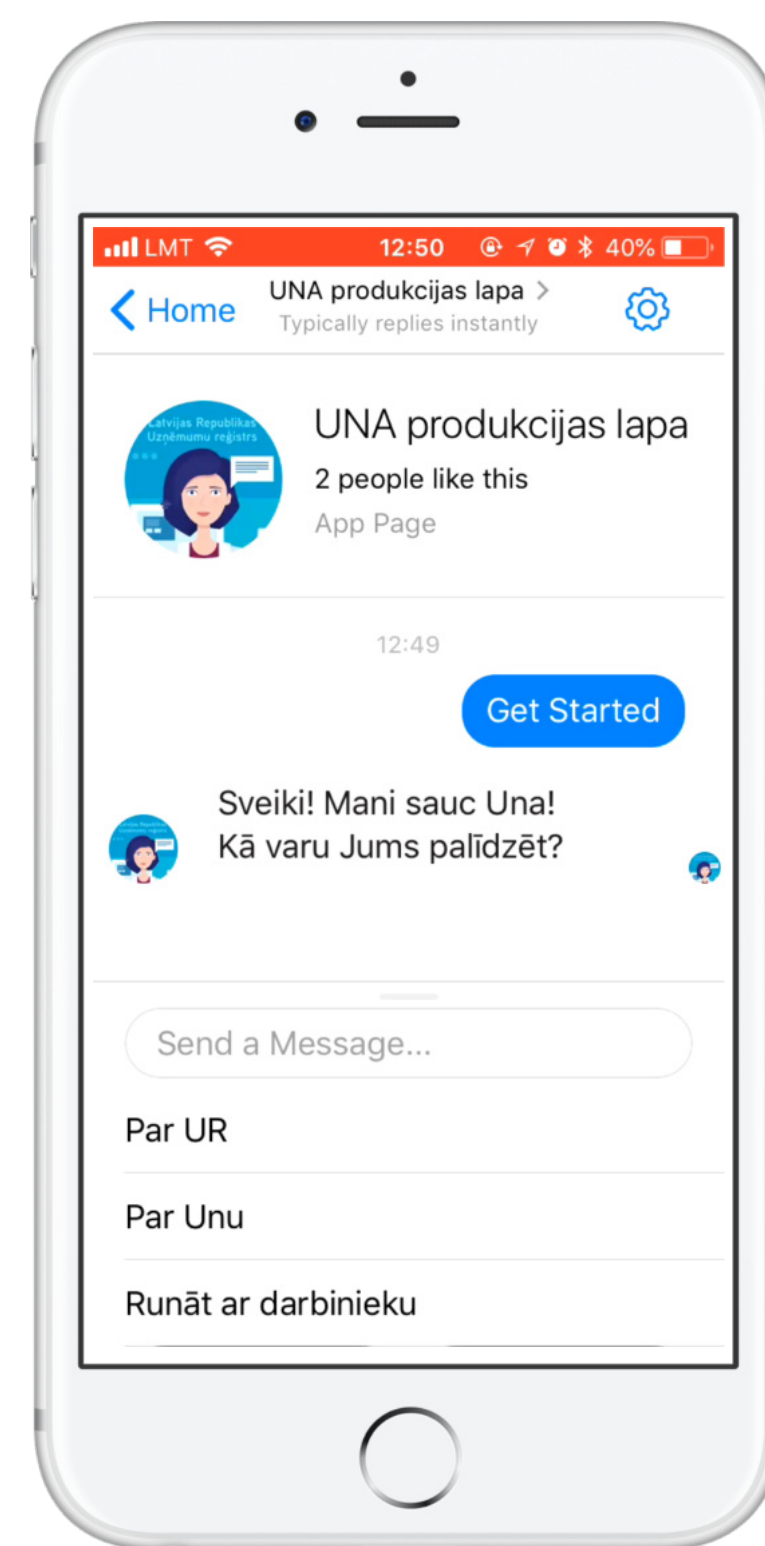 LMT 12:50 40%
Home
UNA produkcijas lapa
Typically replies instantly
Latvijas Republikas
Uzņēmumu reģistrs
UNA produkcijas lapa
2 people like this
App Page
12:49
Get Started
Sveiki! Mani sauc Una!
Kā varu Jums palīdzēt?
Send a Message...
Par UR
Par Unu
Runāt ar darbinieku